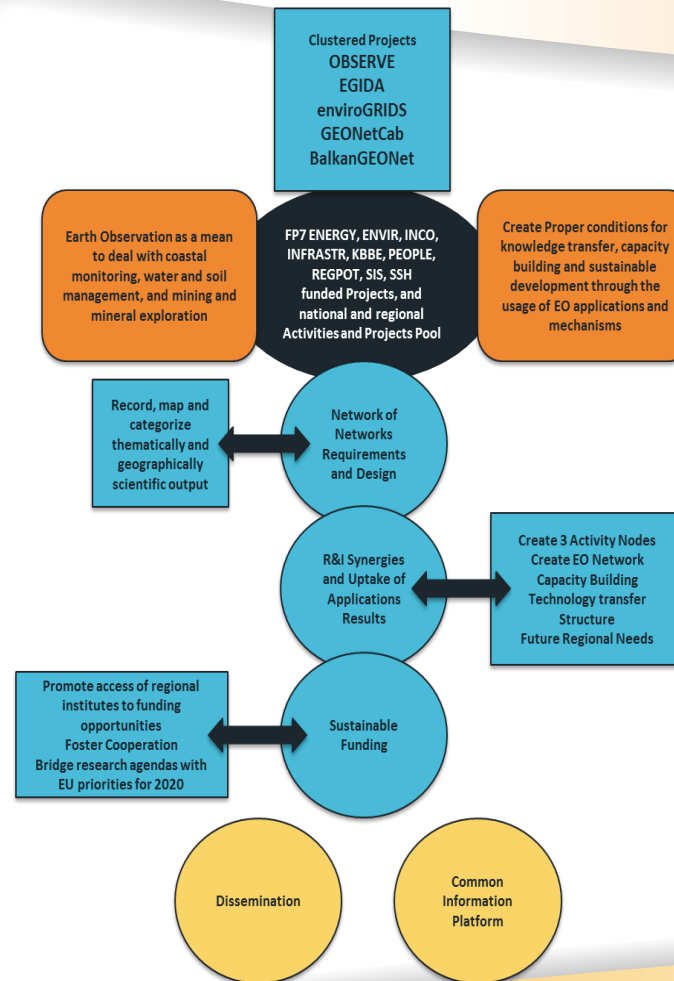 Clustered Projects
OBSERVE
EGIDA
enviroGRIDS
GEONetCab
BalkanGEONet
Earth Observation as a mean
to deal with coastal
monitoring, water and soil
management, and mining and
mineral exploration
FP7 ENERGY, ENVIR, INCO,
INFRASTR, KBBE, PEOPLE,
REGPOT, SIS, SSH
funded Projects, and
national and regional
Activities and Projects Pool
Create Proper conditions for
knowledge transfer, capacity
building and sustainable
development through the
usage of EO applications and
mechanisms
Record, map and
categorize
thematically and
geographically
scientific output
Network of
Networks
Requirements
and Design
R&I Synergies
and Uptake of
Applications
Results
Create 3 Activity Nodes
Create EO Network
Capacity Building
Technology transfer
Structure
Future Regional Needs
Promote access of regional
institutes to funding
opportunities
Foster Cooperation
Bridge research agendas with
EU priorities for 2020
Sustainable
Funding
Dissemination
Common
Information
Platform